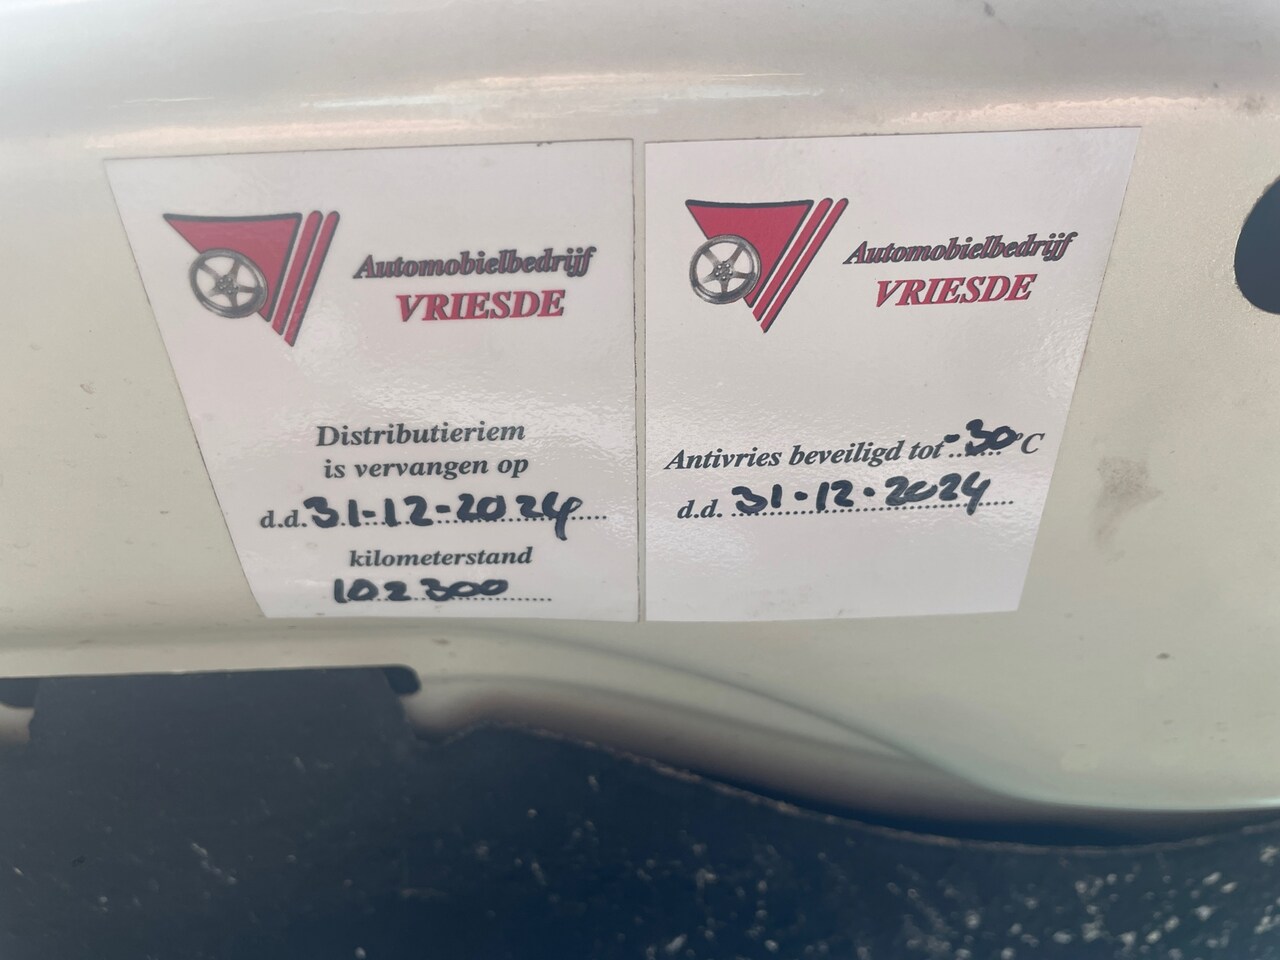 Automobielbedrijf
VRIESDE
Distributieriem
is vervangen op
d.d. 31-12-2024
kilometerstand
102300
Automobielbedrijf
VRIESDE
Antivries beveiligd tot -30 °C
d.d. 31-12-2024